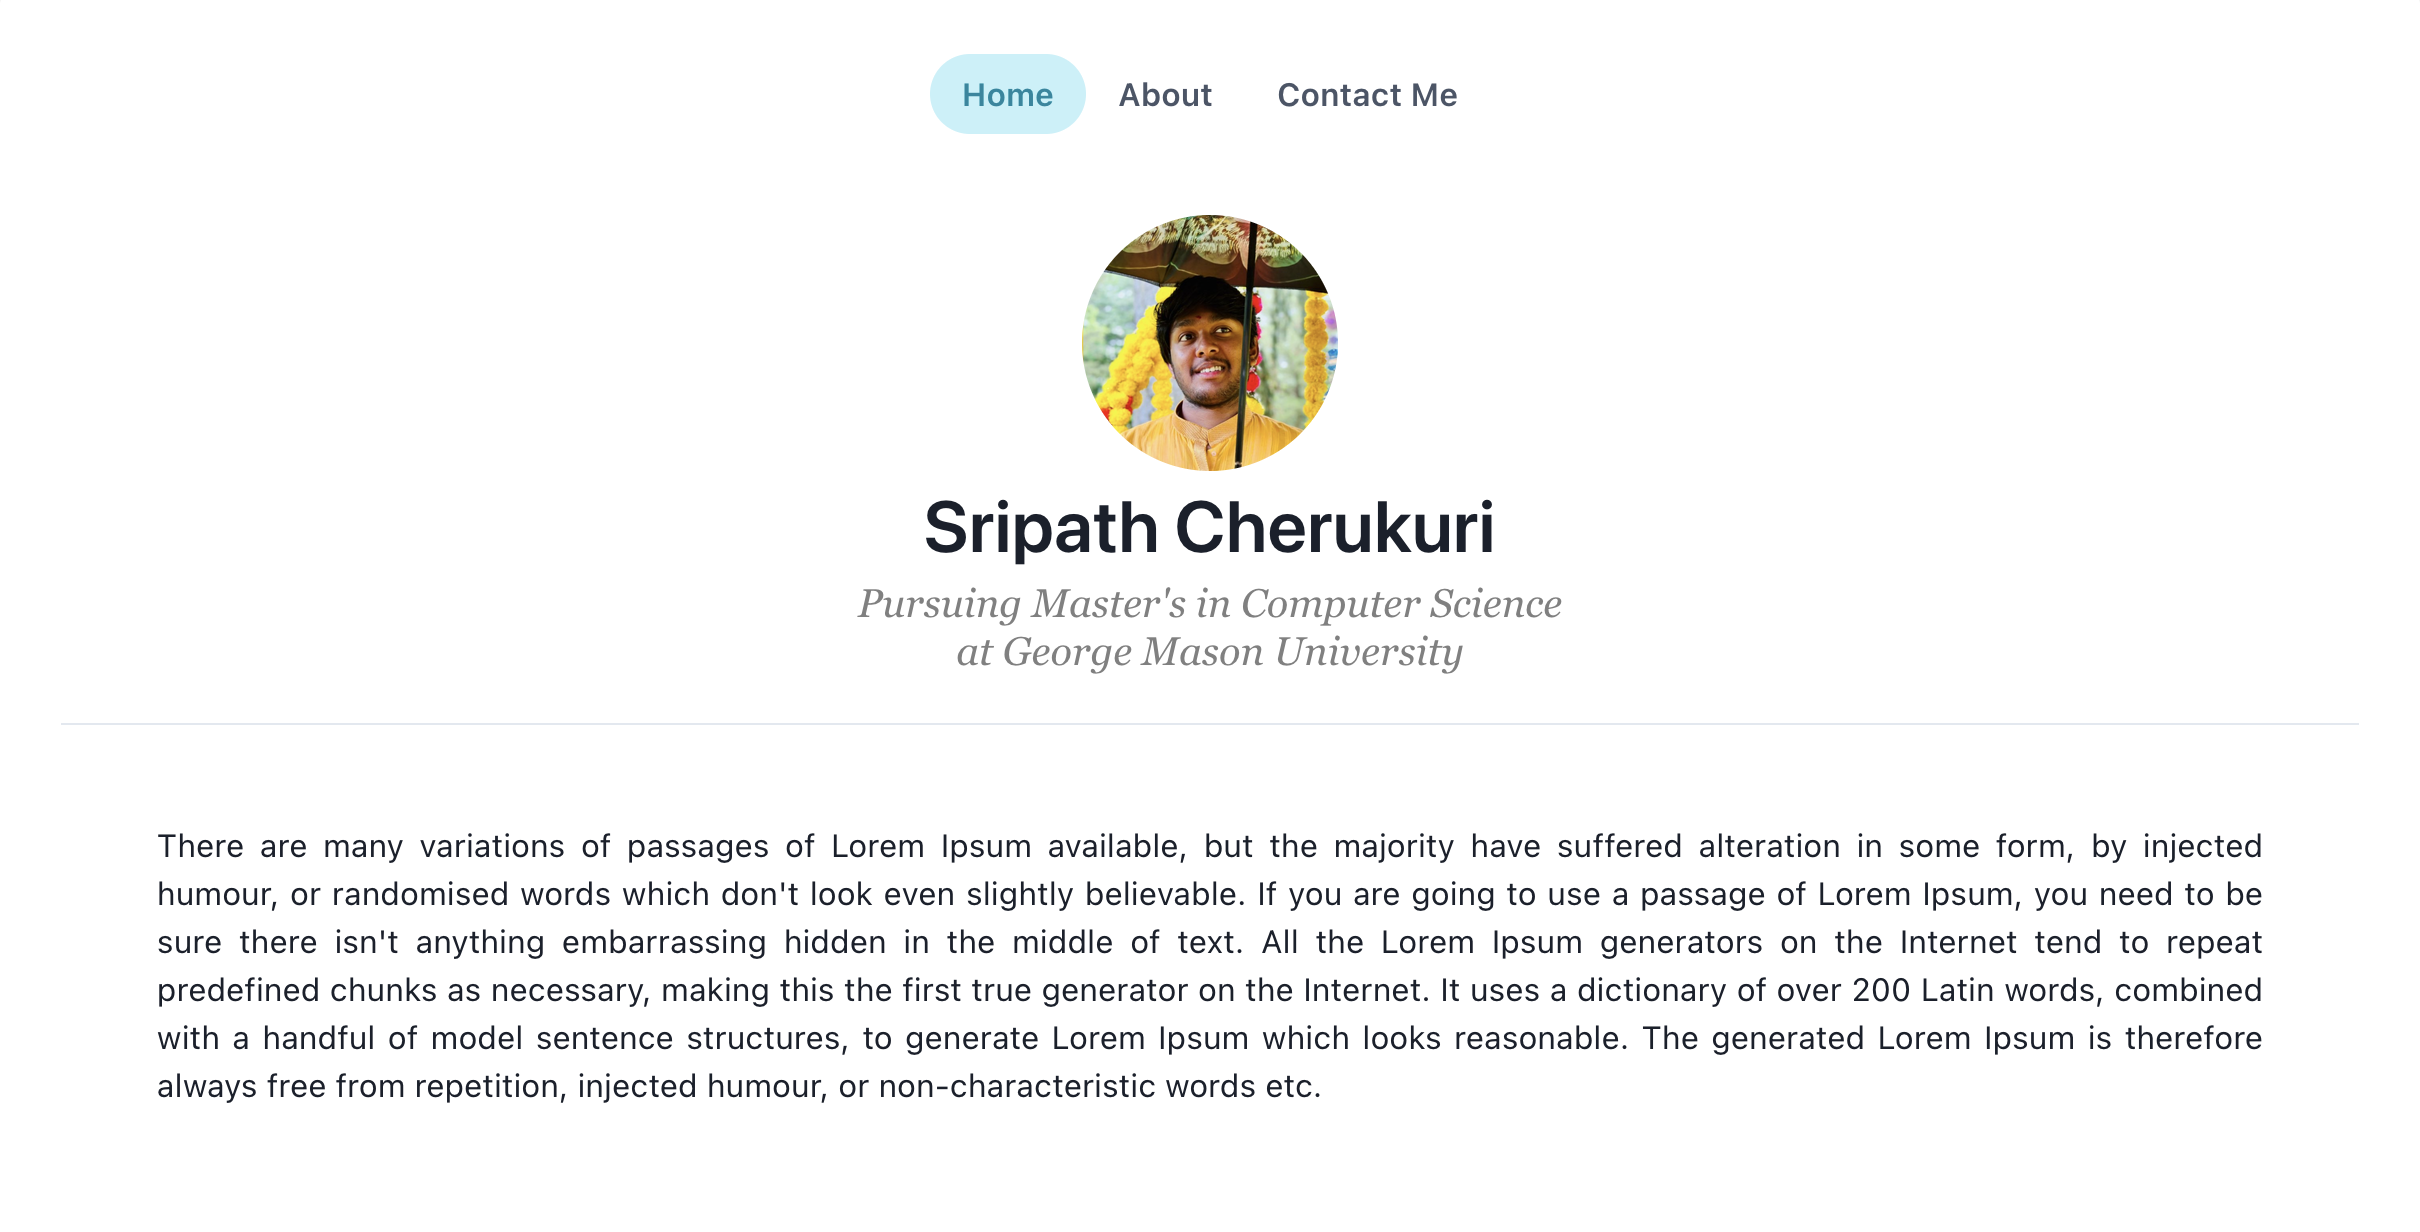 Home About Contact Me
Sripath Cherukuri
Pursuing Master's in Computer Science
at George Mason University
There are many variations of passages of Lorem Ipsum available, but the majority have suffered alteration in some form, by injected
humour, or randomised words which don't look even slightly believable. If you are going to use a passage of Lorem Ipsum, you need to be
sure there isn't anything embarrassing hidden in the middle of text. All the Lorem Ipsum generators on the Internet tend to repeat
predefined chunks as necessary, making this the first true generator on the Internet. It uses a dictionary of over 200 Latin words, combined
with a handful of model sentence structures, to generate Lorem Ipsum which looks reasonable. The generated Lorem Ipsum is therefore
always free from repetition, injected humour, or non-characteristic words etc.